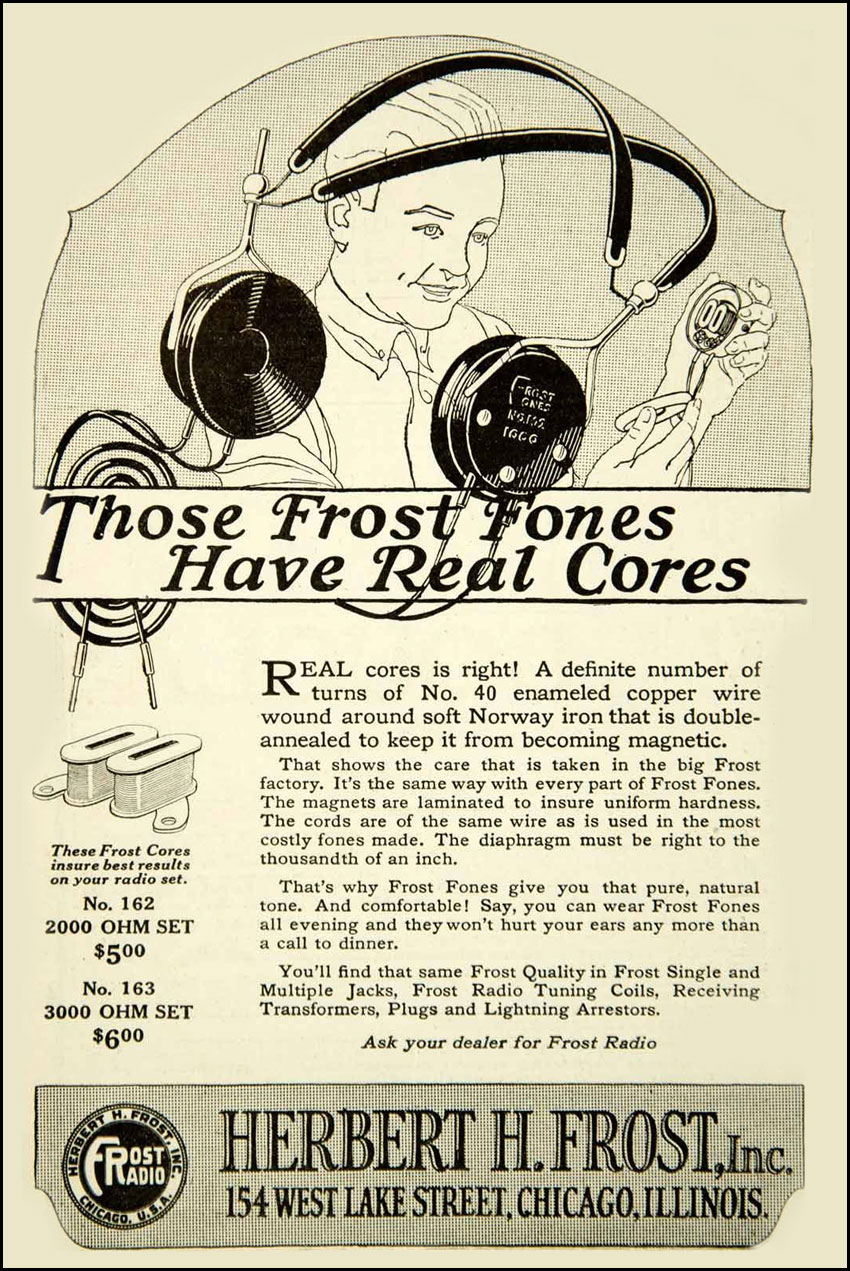 FROST
FONES
No. 162
1000
Those Frost Fones
Have Real Cores
REAL cores is right! A definite number of
turns of No. 40 enameled copper wire
wound around soft Norway iron that is double-
annealed to keep it from becoming magnetic.
That shows the care that is taken in the big Frost
factory. It's the same way with every part of Frost Fones.
The magnets are laminated to insure uniform hardness.
The cords are of the same wire as is used in the most
costly fones made. The diaphragm must be right to the
thousandth of an inch.
That's why Frost Fones give you that pure, natural
tone. And comfortable! Say, you can wear Frost Fones
all evening and they won't hurt your ears any more than
a call to dinner.
You'll find that same Frost Quality in Frost Single and
Multiple Jacks, Frost Radio Tuning Coils, Receiving
Transformers, Plugs and Lightning Arrestors.
Ask your dealer for Frost Radio
These Frost Cores
insure best results
on your radio set.
No. 162
2000 OHM SET
$500
No. 163
3000 OHM SET
$600
HERBERT H. FROST, INC.
FROST
RADIO
CHICAGO, U.S.A.
HERBERT H. FROST, Inc.
154 WEST LAKE STREET, CHICAGO, ILLINOIS.